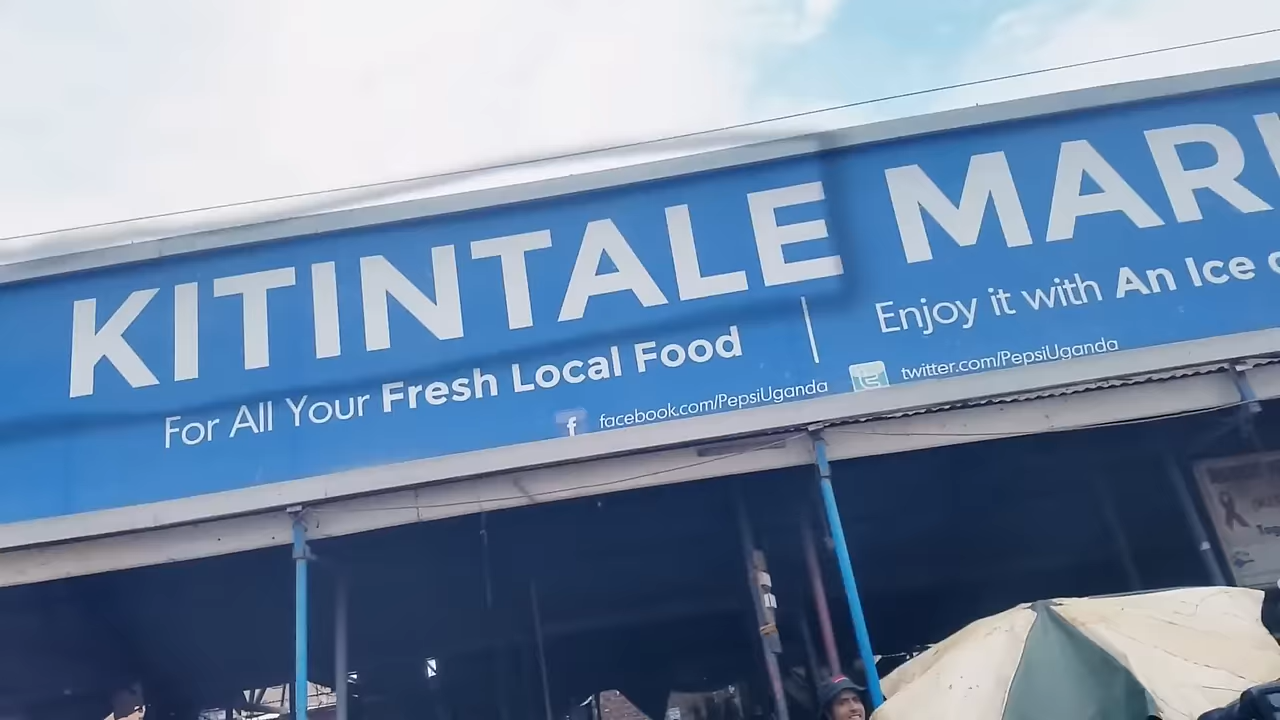 KITINTALE MAR
For All Your Fresh Local Food | Enjoy it with An Ice
f facebook.com/PepsiUganda twitter.com/PepsiUganda